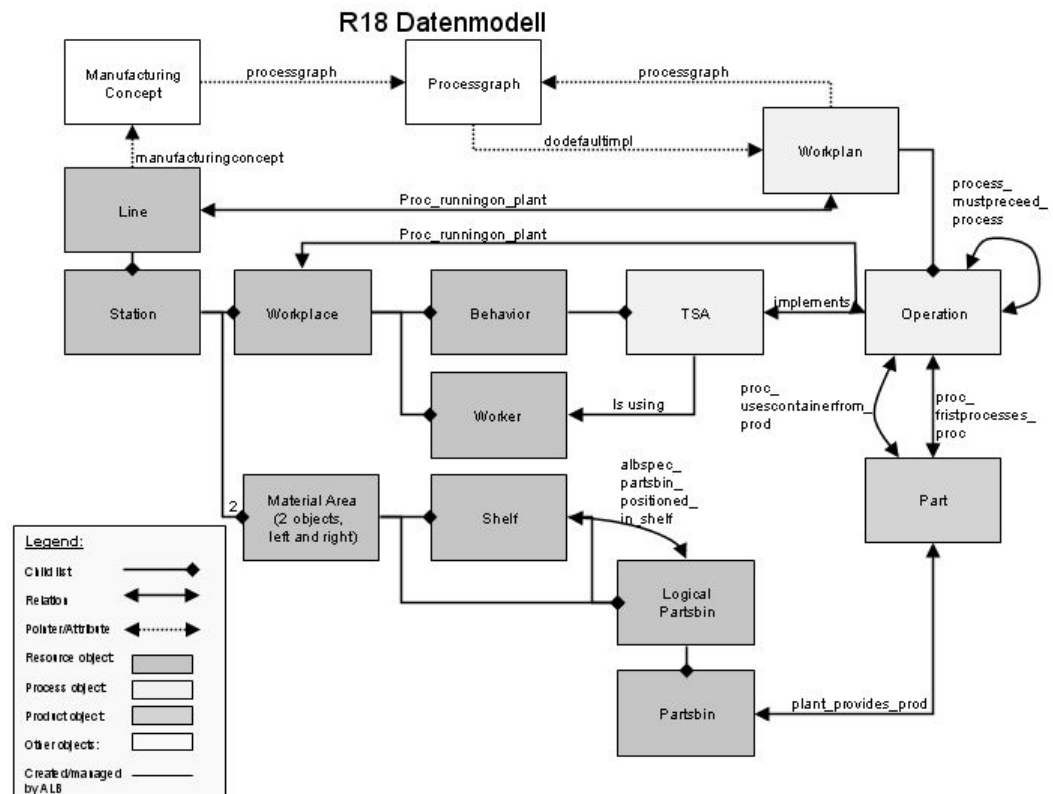 R18 Datenmodell
Manufacturing
Concept
processgraph
Processgraph
processgraph
manufacturingconcept
dodefaultimpl
Workplan
Line
Proc_runningon_plant
process_
mustpreceed_
process
Proc_runningon_plant
Station
Workplace
Behavior
TSA
implements
Operation
Worker
Is using
proc_
usescontainerfrom_
prod
proc_
fristprocesses_
proc
2
Material Area
(2 objects,
left and right)
Shelf
albspec_
partsbin_
positioned_
in_shelf
Part
Logical
Partsbin
Partsbin
plant_provides_prod
Legend:
Child list
Relation
Pointer/Attribute
Resource object:
Process object:
Product object:
Other objects:
Created/managed
by ALB